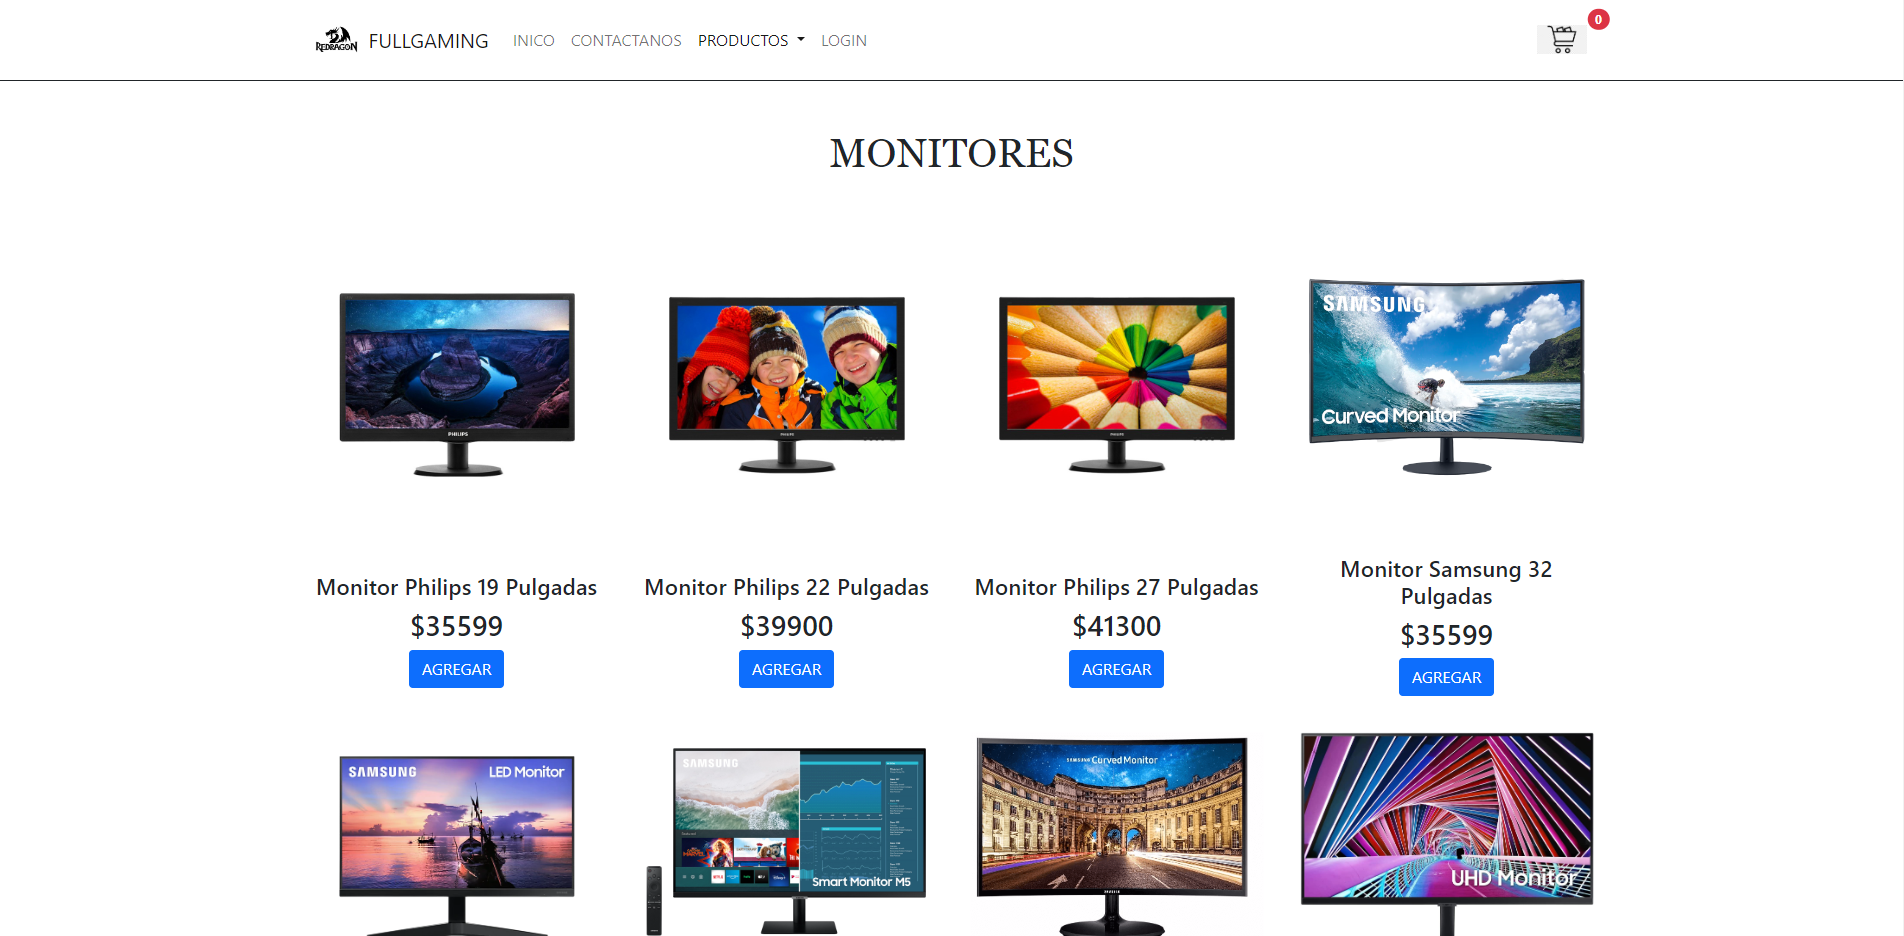 REDRAGON FULLGAMING INICO CONTACTANOS PRODUCTOS LOGIN 0
MONITORES
SAMSUNG
Curved Monitor
PHILIPS
PHILIPS
PHILIPS
Monitor Philips 19 Pulgadas
$35599
AGREGAR
Monitor Philips 22 Pulgadas
$39900
AGREGAR
Monitor Philips 27 Pulgadas
$41300
AGREGAR
Monitor Samsung 32
Pulgadas
$35599
AGREGAR
SAMSUNG LED Monitor
SAMSUNG
Smart Monitor M5
SAMSUNG Curved Monitor
UHD Monitor